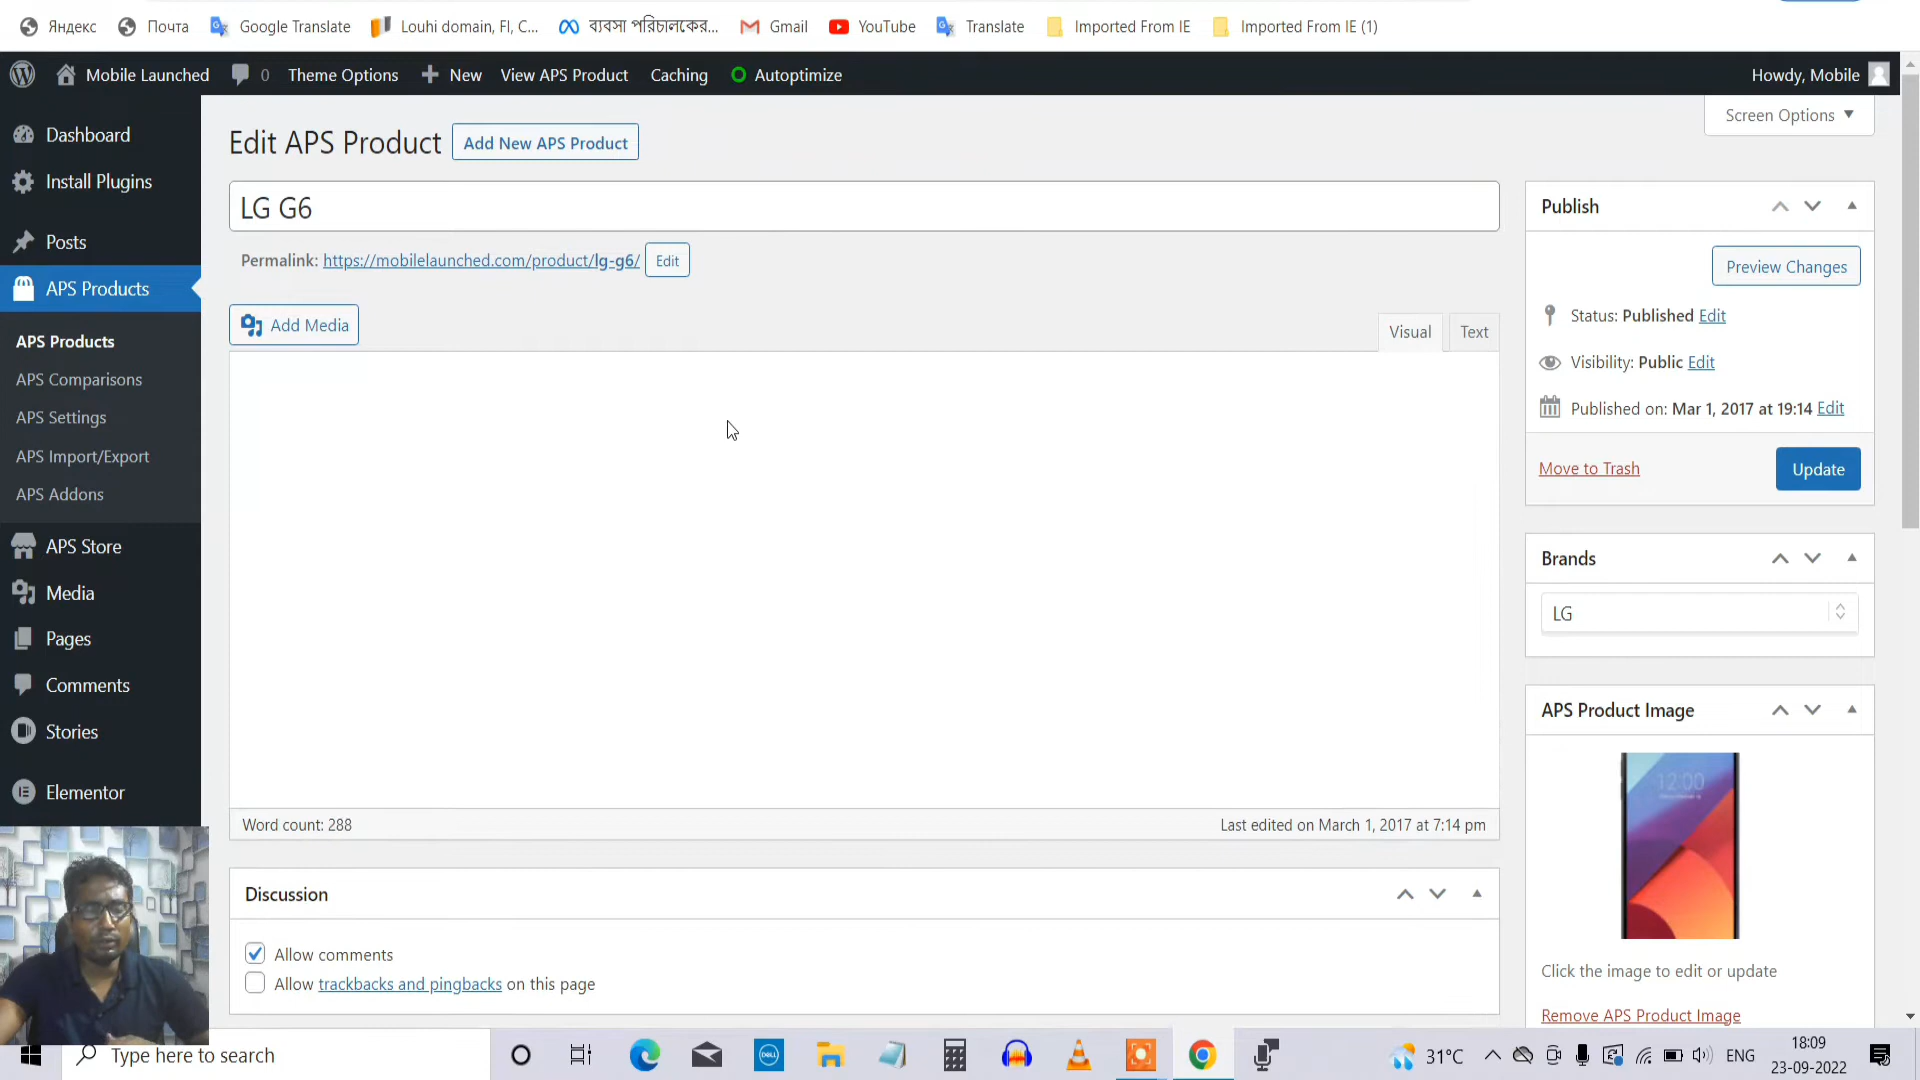 Яндекс
Почта
Google Translate
Louhi domain, FI, C...
ব্যবসা পরিচালকের...
Gmail
YouTube
Translate
Imported From IE
Imported From IE (1)
Mobile Launched
0
Theme Options
New
View APS Product
Caching
Autoptimize
Howdy, Mobile
Screen Options
Dashboard
Install Plugins
Posts
APS Products
APS Products
APS Comparisons
APS Settings
APS Import/Export
APS Addons
APS Store
Media
Pages
Comments
Stories
Elementor
Edit APS Product
Add New APS Product
LG G6
Permalink: https://mobilelaunched.com/product/lg-g6/ Edit
Add Media
Visual
Text
Word count: 288
Last edited on March 1, 2017 at 7:14 pm
Discussion
Allow comments
Allow trackbacks and pingbacks on this page
Publish
Preview Changes
Status: Published Edit
Visibility: Public Edit
Published on: Mar 1, 2017 at 19:14 Edit
Move to Trash
Update
Brands
LG
APS Product Image
12:00
Click the image to edit or update
Remove APS Product Image
Type here to search
DELL
31°C
ENG
18:09
23-09-2022